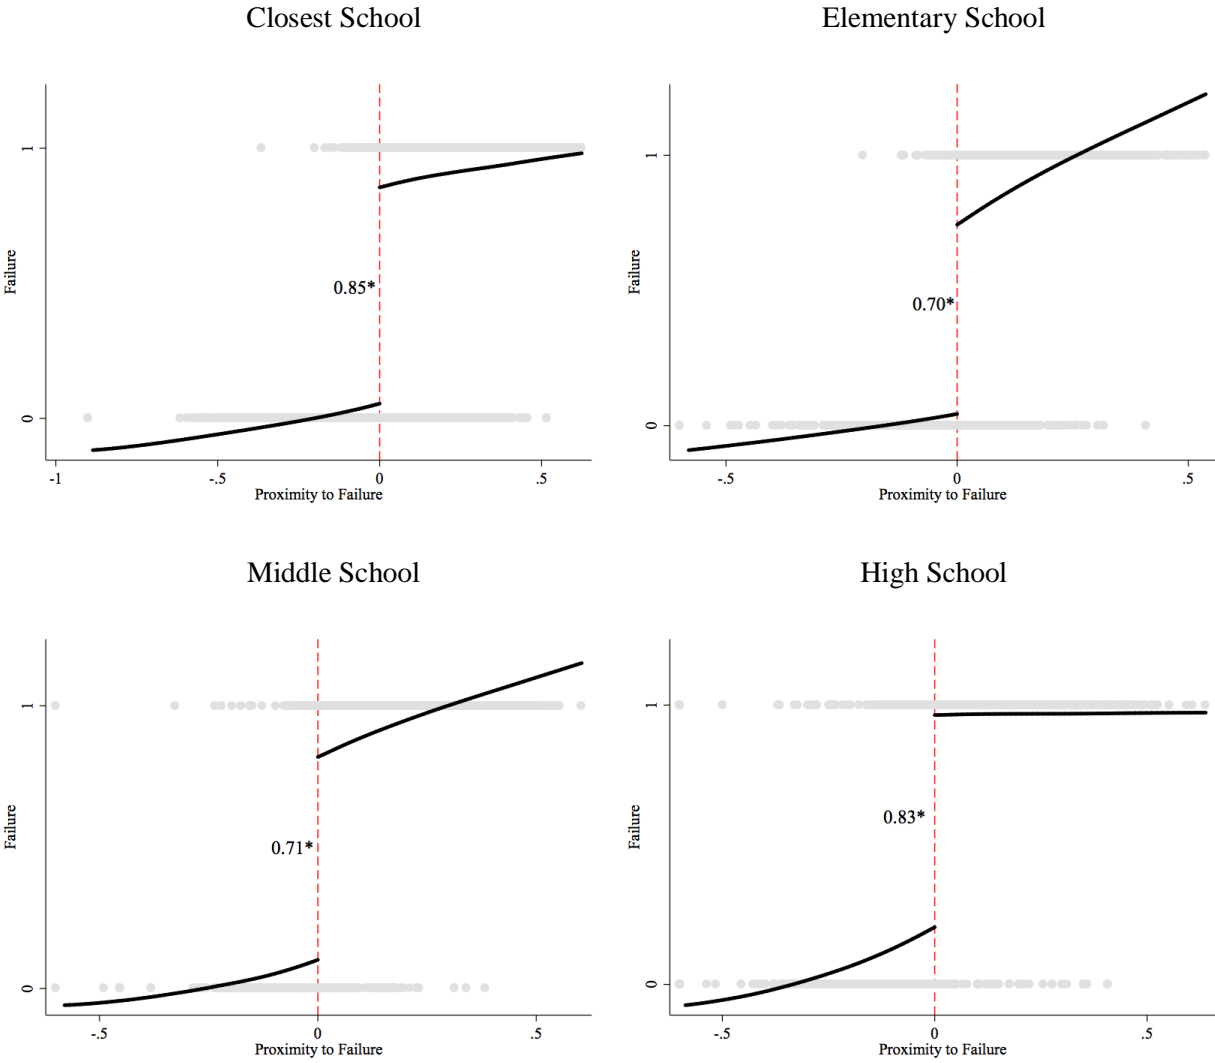 Closest School
Elementary School
1
Failure
0.85*
0
-1
-.5
0
.5
Proximity to Failure
1
Failure
0.70*
0
-.5
0
.5
Proximity to Failure
Middle School
High School
1
Failure
0.71*
0
-.5
0
.5
Proximity to Failure
1
Failure
0.83*
0
-.5
0
.5
Proximity to Failure